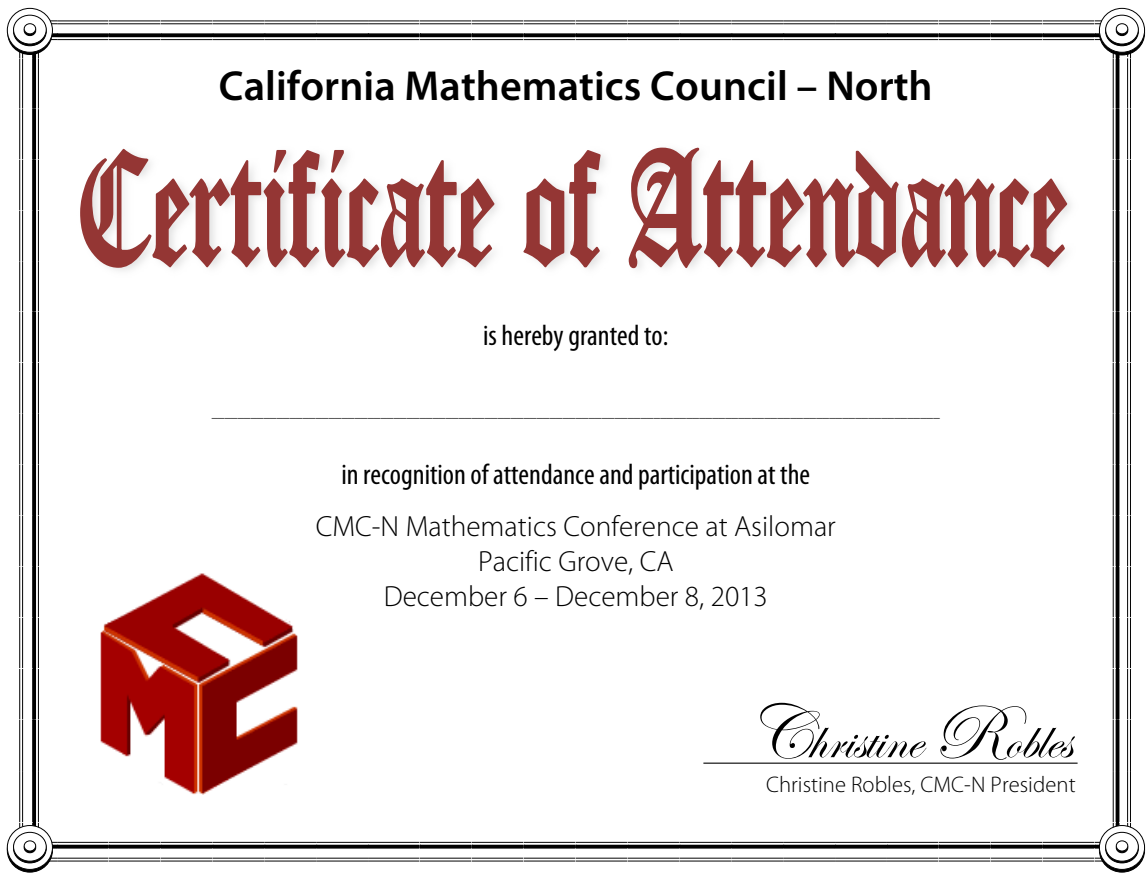 California Mathematics Council – North
Certificate of Attendance
is hereby granted to:
in recognition of attendance and participation at the
CMC-N Mathematics Conference at Asilomar
Pacific Grove, CA
December 6 – December 8, 2013
CMC
Christine Robles
Christine Robles, CMC-N President